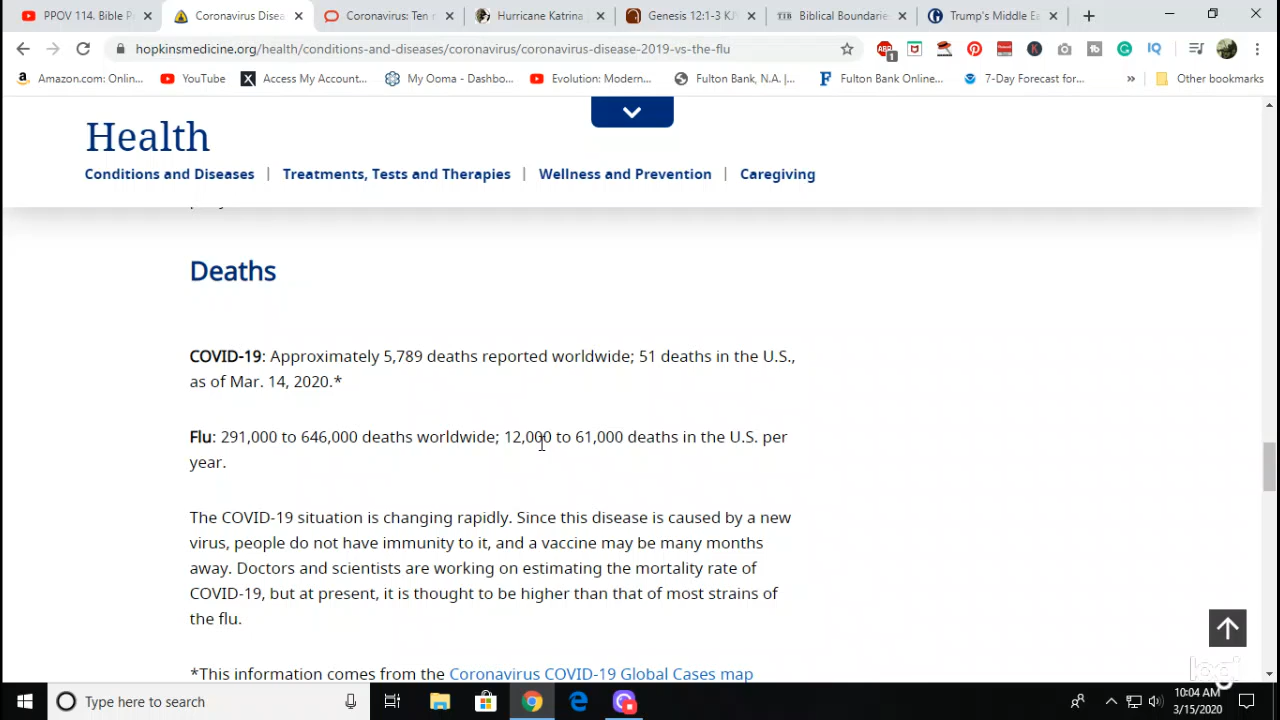 PPOV 114. Bible P
Coronavirus Disea
Coronavirus: Ten r
Hurricane Katrina
Genesis 12:1-3 KJ
Biblical Boundarie
Trump's Middle Ea
hopkinsmedicine.org/health/conditions-and-diseases/coronavirus/coronavirus-disease-2019-vs-the-flu
Amazon.com: Onlin...
YouTube
Access My Account...
My Ooma - Dashbo...
Evolution: Modern...
Fulton Bank, N.A. |...
Fulton Bank Online...
7-Day Forecast for...
Other bookmarks
Health
Conditions and Diseases | Treatments, Tests and Therapies | Wellness and Prevention | Caregiving
Deaths
COVID-19: Approximately 5,789 deaths reported worldwide; 51 deaths in the U.S.,
as of Mar. 14, 2020.*
Flu: 291,000 to 646,000 deaths worldwide; 12,000 to 61,000 deaths in the U.S. per
year.
The COVID-19 situation is changing rapidly. Since this disease is caused by a new
virus, people do not have immunity to it, and a vaccine may be many months
away. Doctors and scientists are working on estimating the mortality rate of
COVID-19, but at present, it is thought to be higher than that of most strains of
the flu.
*This information comes from the Coronavirus COVID-19 Global Cases map
Type here to search
10:04 AM
3/15/2020